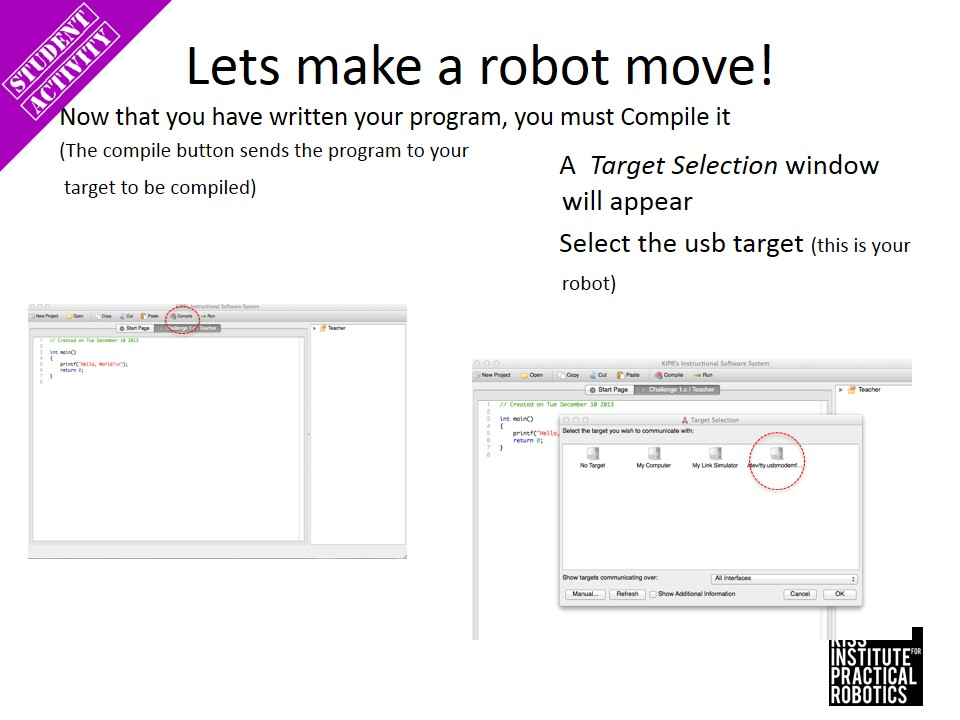 STUDENT
ACTIVITY
Lets make a robot move!
Now that you have written your program, you must Compile it
(The compile button sends the program to your
target to be compiled)
A Target Selection window
will appear
Select the usb target (this is your
robot)
KIPR's Instructional Software System
New Project Open Copy Cut Paste Compile Run
Start Page Challenge 1.c | Teacher
Teacher
1 // Created on Tue December 10 2013
2
3 int main()
4 {
5 printf("Hello, World!\n");
6 return 0;
7 }
8
KIPR's Instructional Software System
New Project Open Copy Cut Paste Compile Run
Start Page Challenge 1.c | Teacher
Teacher
1 // Created on Tue December 10 2013
2
3 int main()
4 {
5 printf("Hello,
6 return 0;
7 }
8
Target Selection
Select the target you wish to communicate with:
No Target My Computer My Link Simulator /dev/tty.usbmodemf...
Show targets communicating over: All Interfaces
Manual... Refresh Show Additional Information Cancel OK
KISS
INSTITUTE FOR
PRACTICAL
ROBOTICS